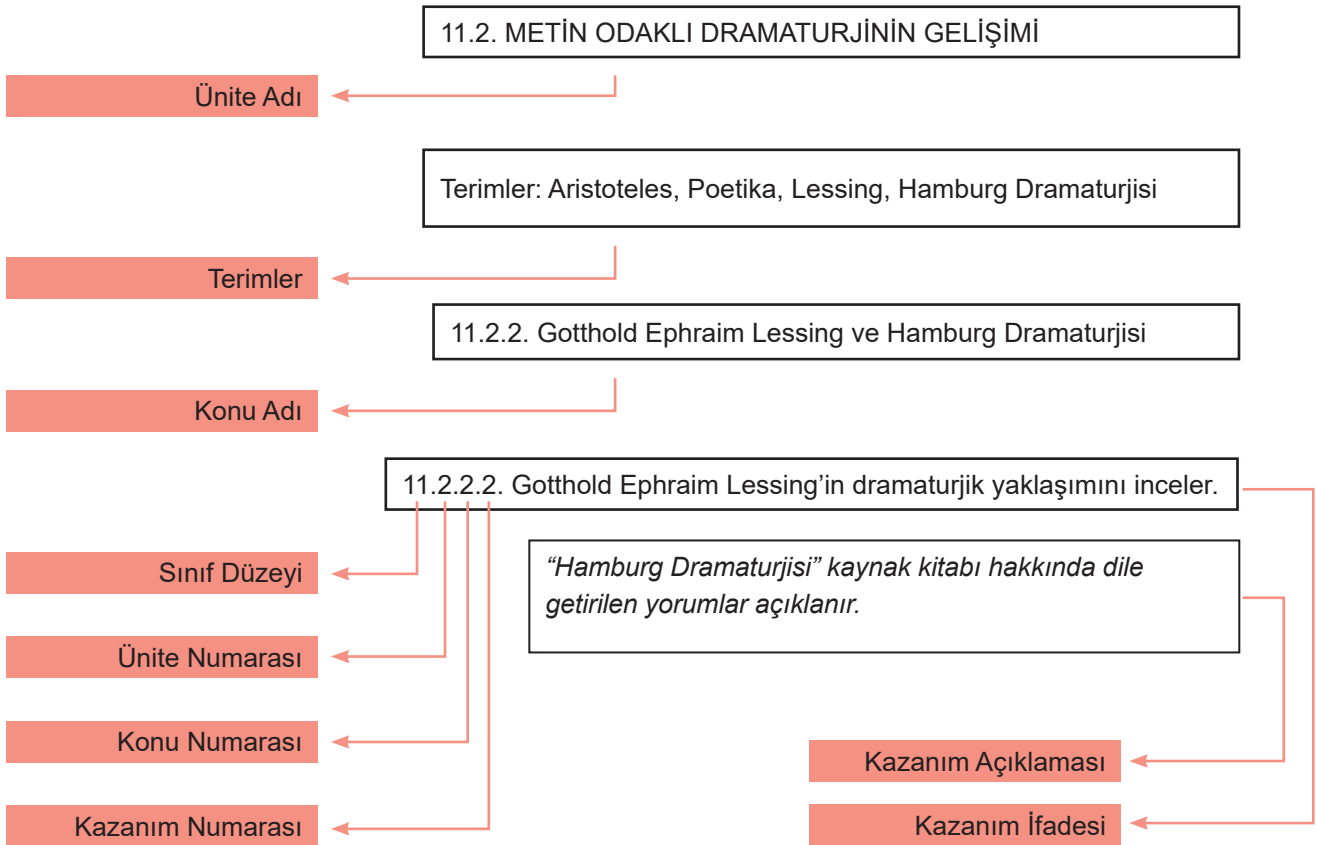 11.2. METİN ODAKLI DRAMATURJİNİN GELİŞİMİ
Ünite Adı
Terimler: Aristoteles, Poetika, Lessing, Hamburg Dramaturjisi
Terimler
11.2.2. Gotthold Ephraim Lessing ve Hamburg Dramaturjisi
Konu Adı
11.2.2.2. Gotthold Ephraim Lessing’in dramaturjik yaklaşımını inceler.
“Hamburg Dramaturjisi” kaynak kitabı hakkında dile
getirilen yorumlar açıklanır.
Sınıf Düzeyi
Ünite Numarası
Konu Numarası
Kazanım Numarası
Kazanım Açıklaması
Kazanım İfadesi